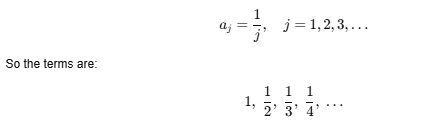 a_j = 1/j, j = 1, 2, 3, ...
So the terms are:
1, 1/2, 1/3, 1/4, ...